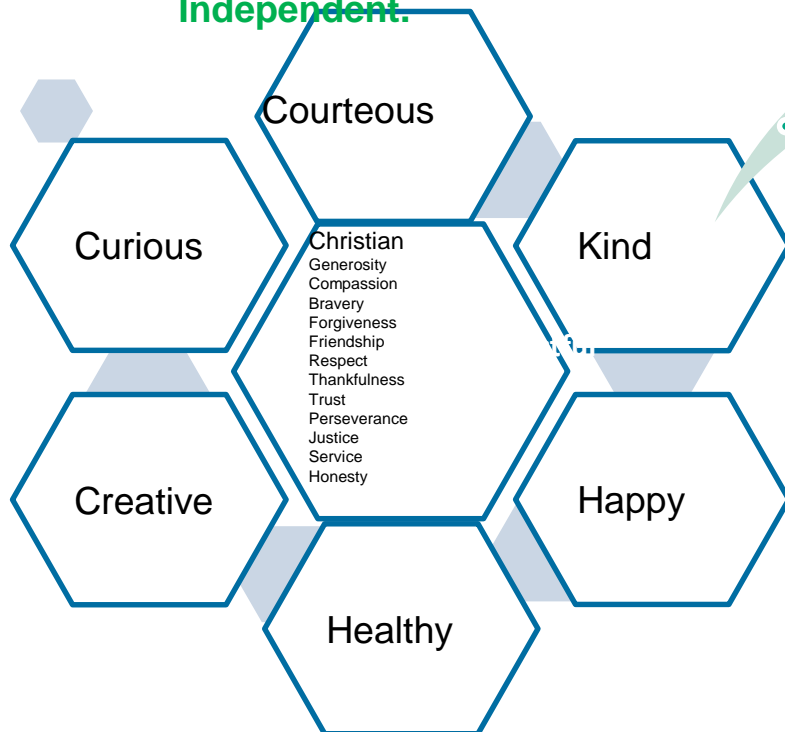 Independent.
Courteous
Curious
Kind
Christian
Generosity
Compassion
Bravery
Forgiveness
Friendship
Respect
Thankfulness
Trust
Perseverance
Justice
Service
Honesty
Creative
Happy
Healthy